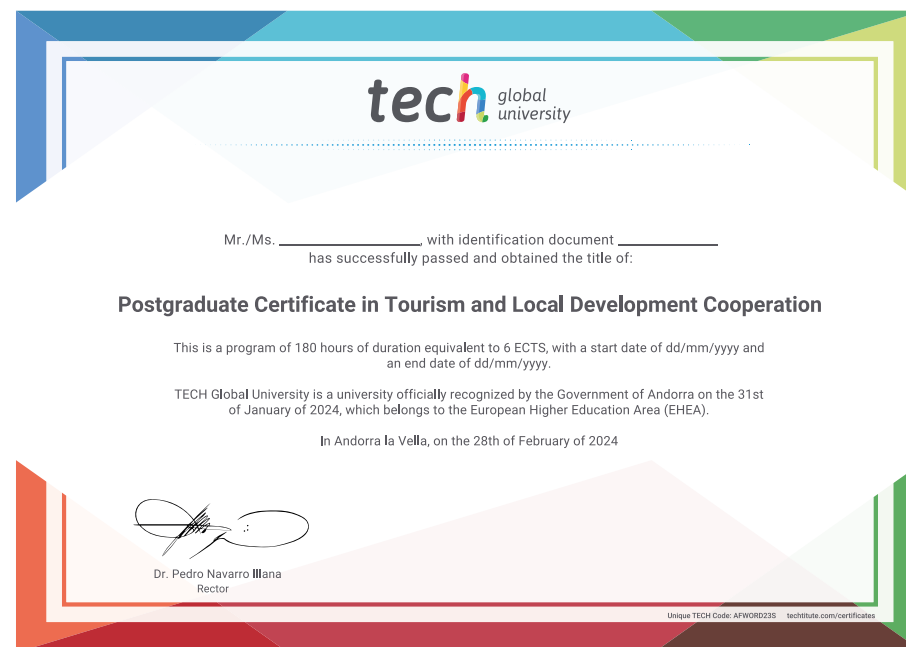 tech global university
Mr./Ms. ____________, with identification document ____________
has successfully passed and obtained the title of:
Postgraduate Certificate in Tourism and Local Development Cooperation
This is a program of 180 hours of duration equivalent to 6 ECTS, with a start date of dd/mm/yyyy and
an end date of dd/mm/yyyy.
TECH Global University is a university officially recognized by the Government of Andorra on the 31st
of January of 2024, which belongs to the European Higher Education Area (EHEA).
In Andorra la Vella, on the 28th of February of 2024
Dr. Pedro Navarro Illana
Rector
Unique TECH Code: AFWORD23S techtitute.com/certificates